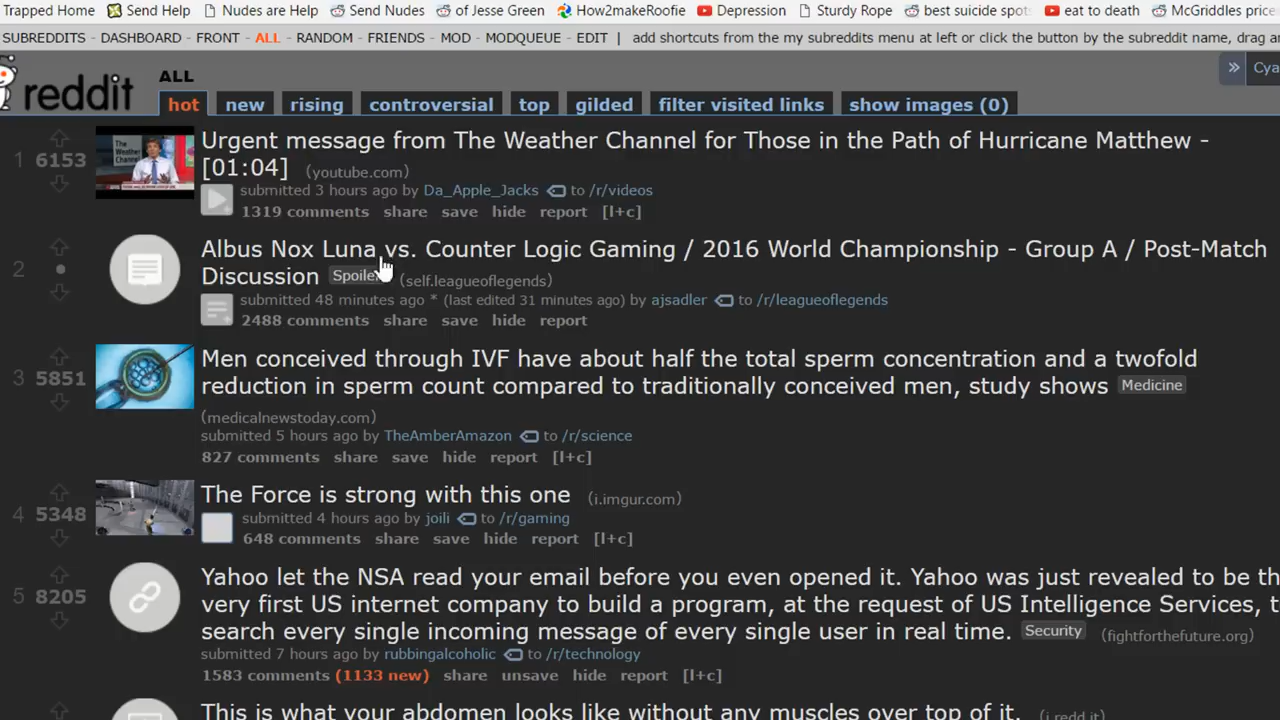 Trapped Home Send Help Nudes are Help Send Nudes of Jesse Green How2makeRoofie Depression Sturdy Rope best suicide spots eat to death McGriddles price
SUBREDDITS - DASHBOARD - FRONT - ALL - RANDOM - FRIENDS - MOD - MODQUEUE - EDIT | add shortcuts from the my subreddits menu at left or click the button by the subreddit name, drag
reddit ALL » Cya
hot new rising controversial top gilded filter visited links show images (0)
Urgent message from The Weather Channel for Those in the Path of Hurricane Matthew -
1 6153 [01:04] (youtube.com)
submitted 3 hours ago by Da_Apple_Jacks to /r/videos
1319 comments share save hide report [l+c]
Albus Nox Luna vs. Counter Logic Gaming / 2016 World Championship - Group A / Post-Match
2 • Discussion Spoiler (self.leagueoflegends)
submitted 48 minutes ago * (last edited 31 minutes ago) by ajsadler to /r/leagueoflegends
2488 comments share save hide report
Men conceived through IVF have about half the total sperm concentration and a twofold
3 5851 reduction in sperm count compared to traditionally conceived men, study shows Medicine
(medicalnewstoday.com)
submitted 5 hours ago by TheAmberAmazon to /r/science
827 comments share save hide report [l+c]
The Force is strong with this one (i.imgur.com)
4 5348 submitted 4 hours ago by joili to /r/gaming
648 comments share save hide report [l+c]
Yahoo let the NSA read your email before you even opened it. Yahoo was just revealed to be th
5 8205 very first US internet company to build a program, at the request of US Intelligence Services, t
search every single incoming message of every single user in real time. Security (fightforthefuture.org)
submitted 7 hours ago by rubbingalcoholic to /r/technology
1583 comments (1133 new) share unsave hide report [l+c]
This is what your abdomen looks like without any muscles over top of it. (i.redd.it)